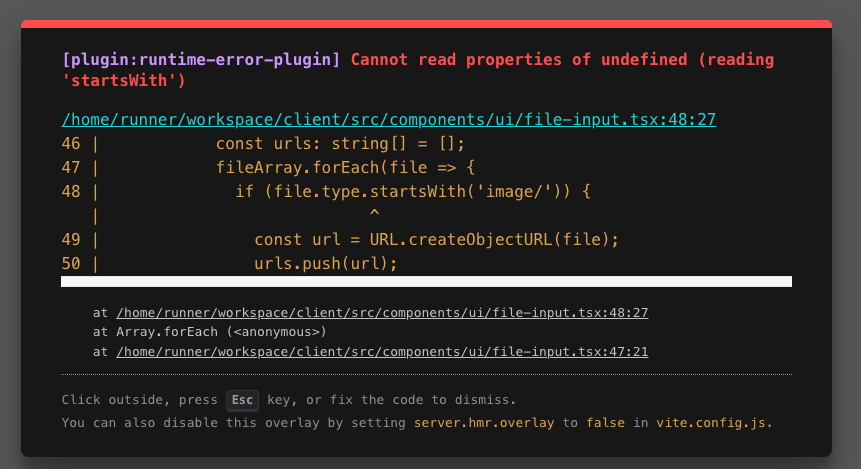 [plugin:runtime-error-plugin] Cannot read properties of undefined (reading
'startsWith')
/home/runner/workspace/client/src/components/ui/file-input.tsx:48:27
46 |            const urls: string[] = [];
47 |            fileArray.forEach(file => {
48 |              if (file.type.startsWith('image/')) {
   |                            ^
49 |                const url = URL.createObjectURL(file);
50 |                urls.push(url);
at /home/runner/workspace/client/src/components/ui/file-input.tsx:48:27
at Array.forEach (<anonymous>)
at /home/runner/workspace/client/src/components/ui/file-input.tsx:47:21
Click outside, press Esc key, or fix the code to dismiss.
You can also disable this overlay by setting server.hmr.overlay to false in vite.config.js.